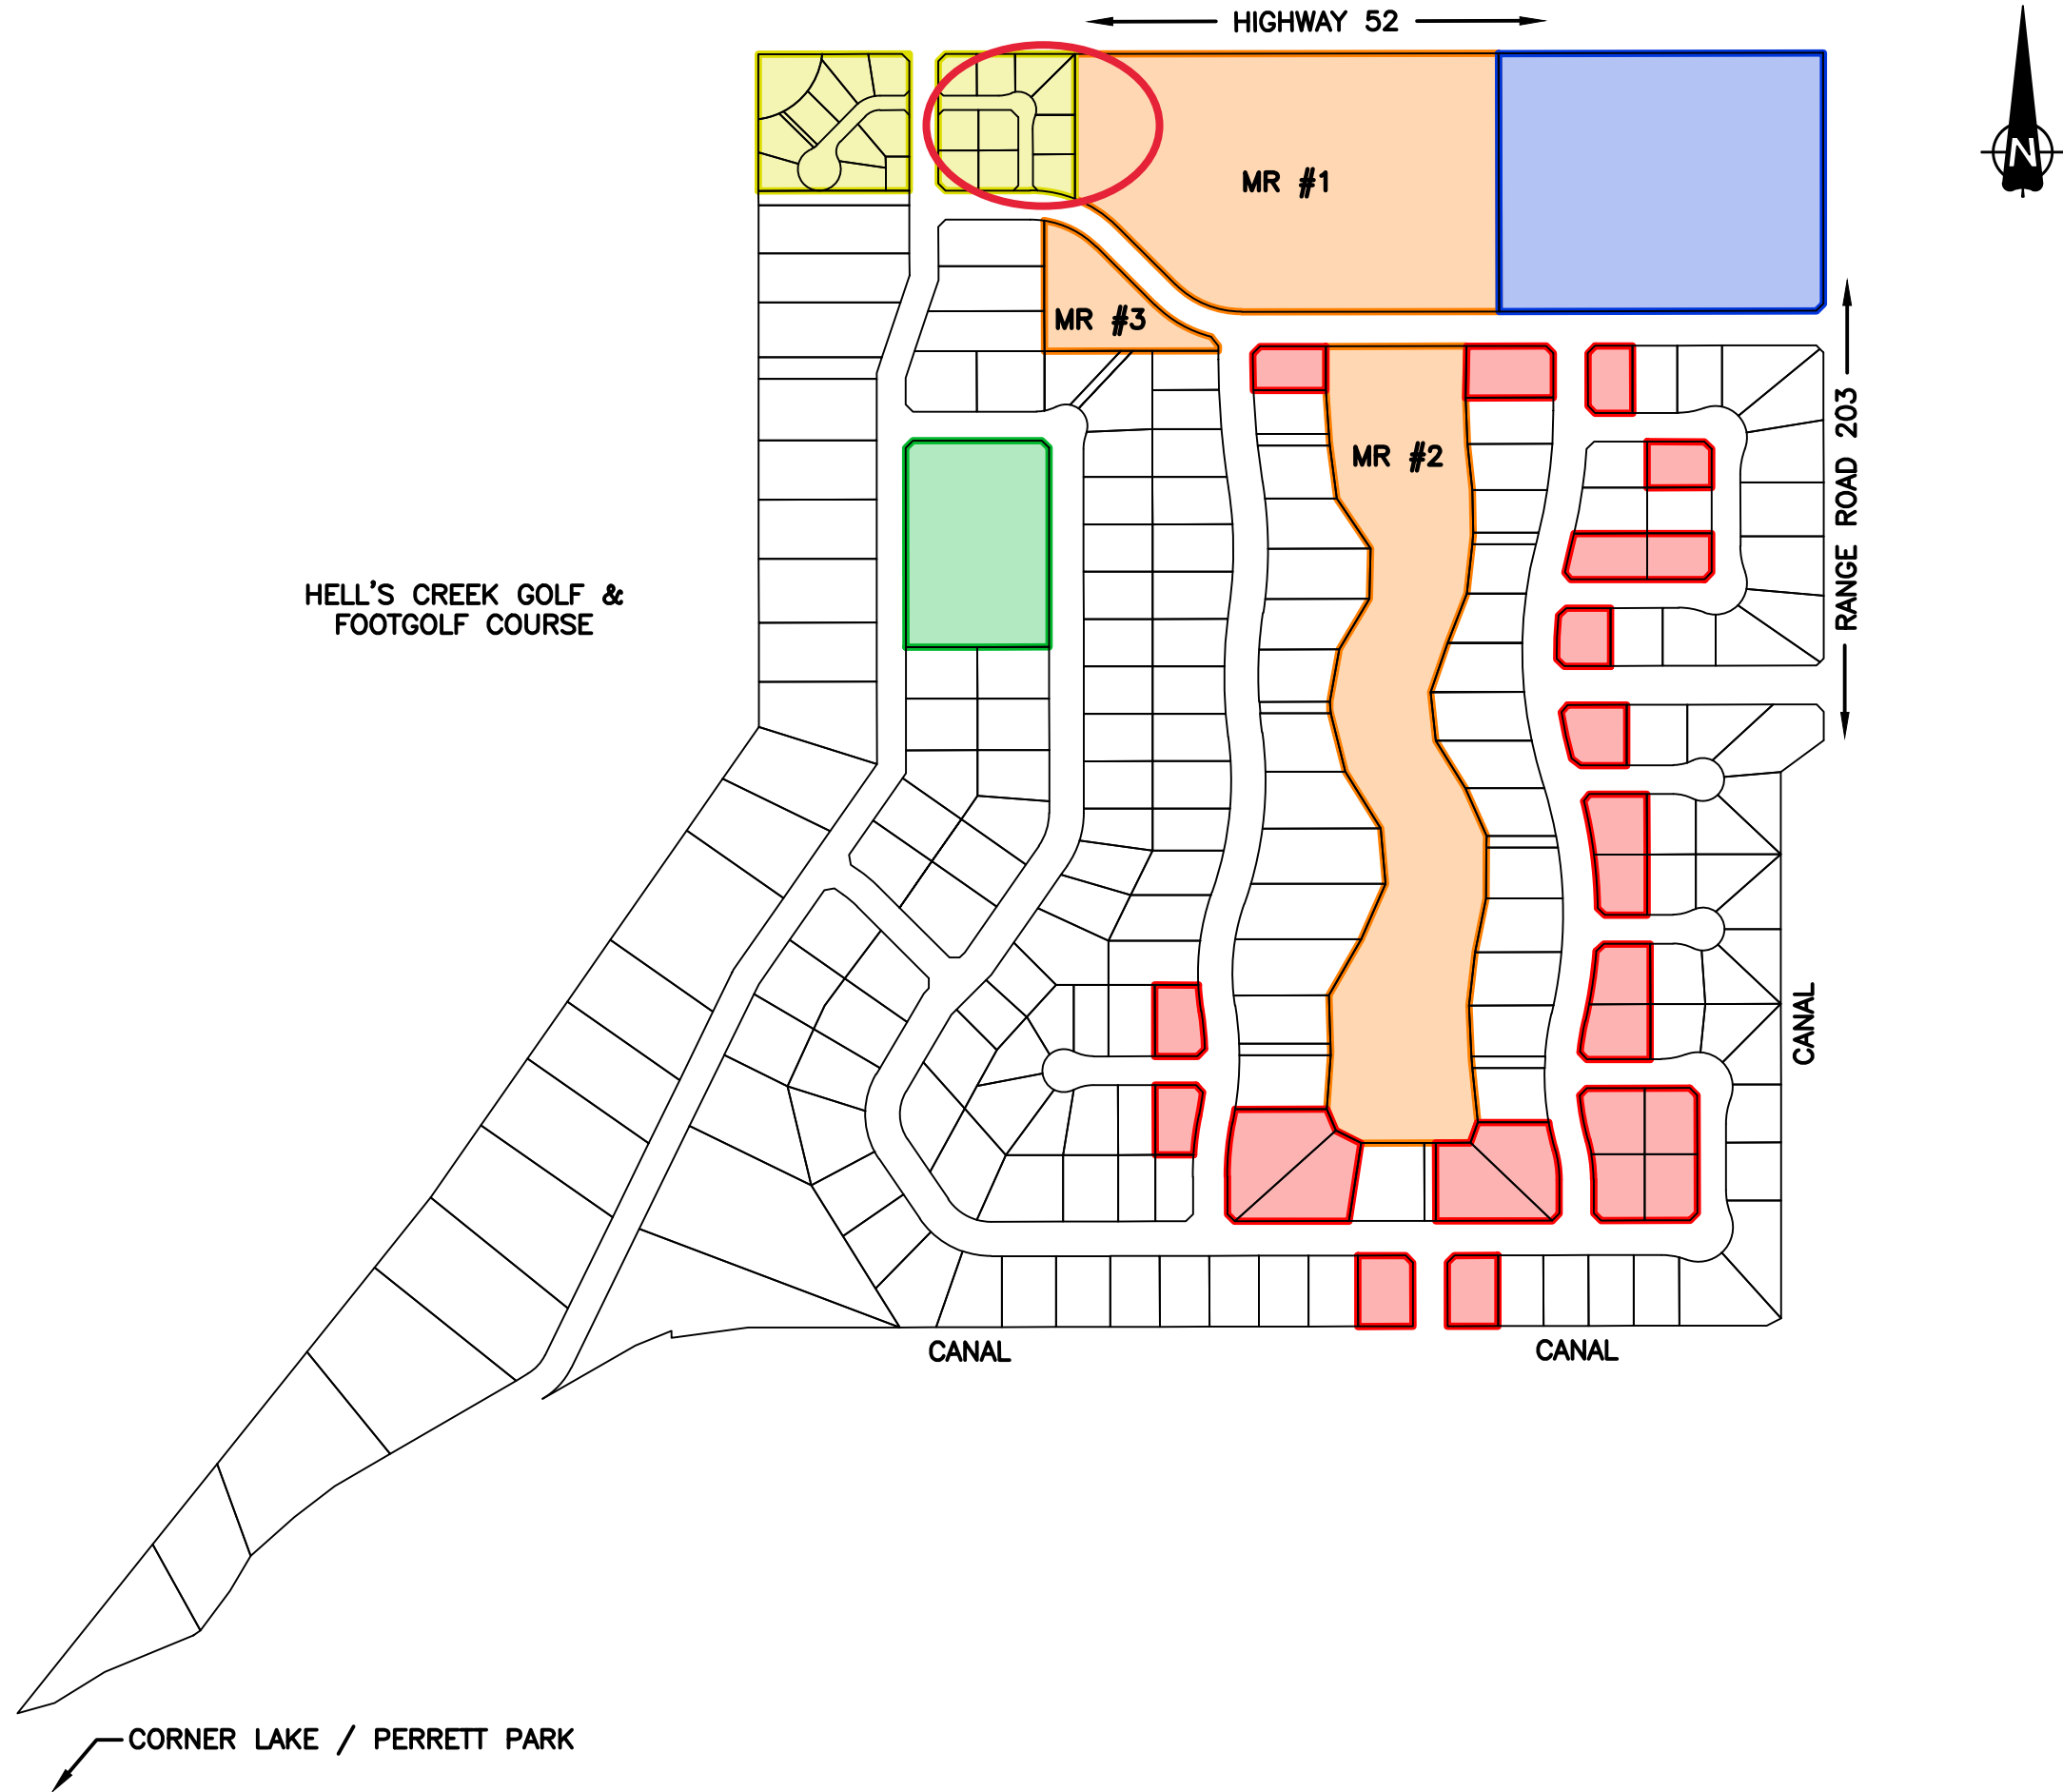 HIGHWAY 52
N
MR #1
MR #3
MR #2
RANGE ROAD 203
HELL'S CREEK GOLF &
FOOTGOLF COURSE
CANAL
CANAL
CANAL
CORNER LAKE / PERRETT PARK